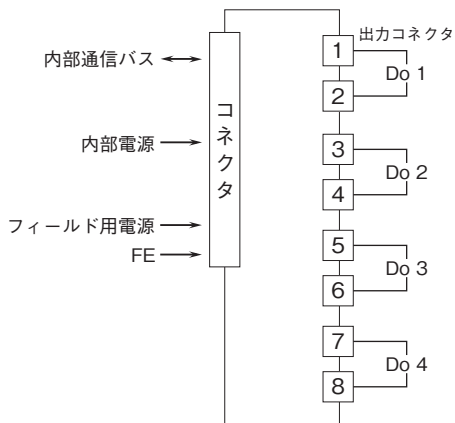 出力コネクタ
内部通信バス
コネクタ
内部電源
フィールド用電源
FE
1
2
Do 1
3
4
Do 2
5
6
Do 3
7
8
Do 4